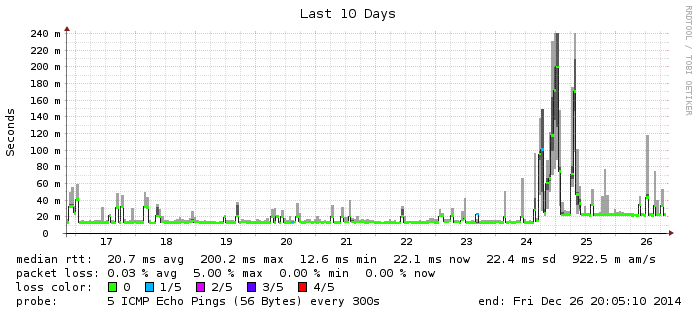 Last 10 Days
RRDTOOL / TOBI OETIKER
Seconds
240 m
220 m
200 m
180 m
160 m
140 m
120 m
100 m
80 m
60 m
40 m
20 m
0
17 18 19 20 21 22 23 24 25 26
median rtt: 20.7 ms avg 200.2 ms max 12.6 ms min 22.1 ms now 22.4 ms sd 922.5 m am/s
packet loss: 0.03 % avg 5.00 % max 0.00 % min 0.00 % now
loss color: 0 1/5 2/5 3/5 4/5
probe: 5 ICMP Echo Pings (56 Bytes) every 300s end: Fri Dec 26 20:05:10 2014